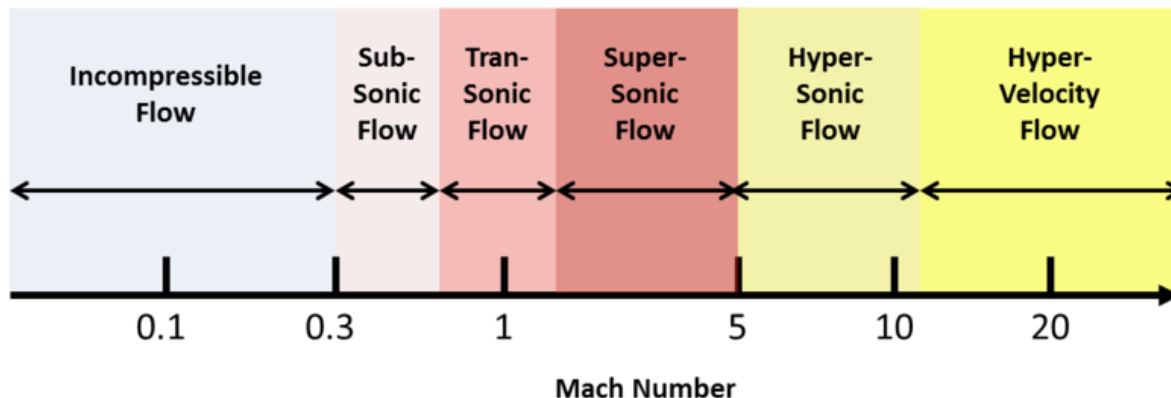 Incompressible
Flow
Sub-
Sonic
Flow
Tran-
Sonic
Flow
Super-
Sonic
Flow
Hyper-
Sonic
Flow
Hyper-
Velocity
Flow
0.1
0.3
1
5
10
20
Mach Number